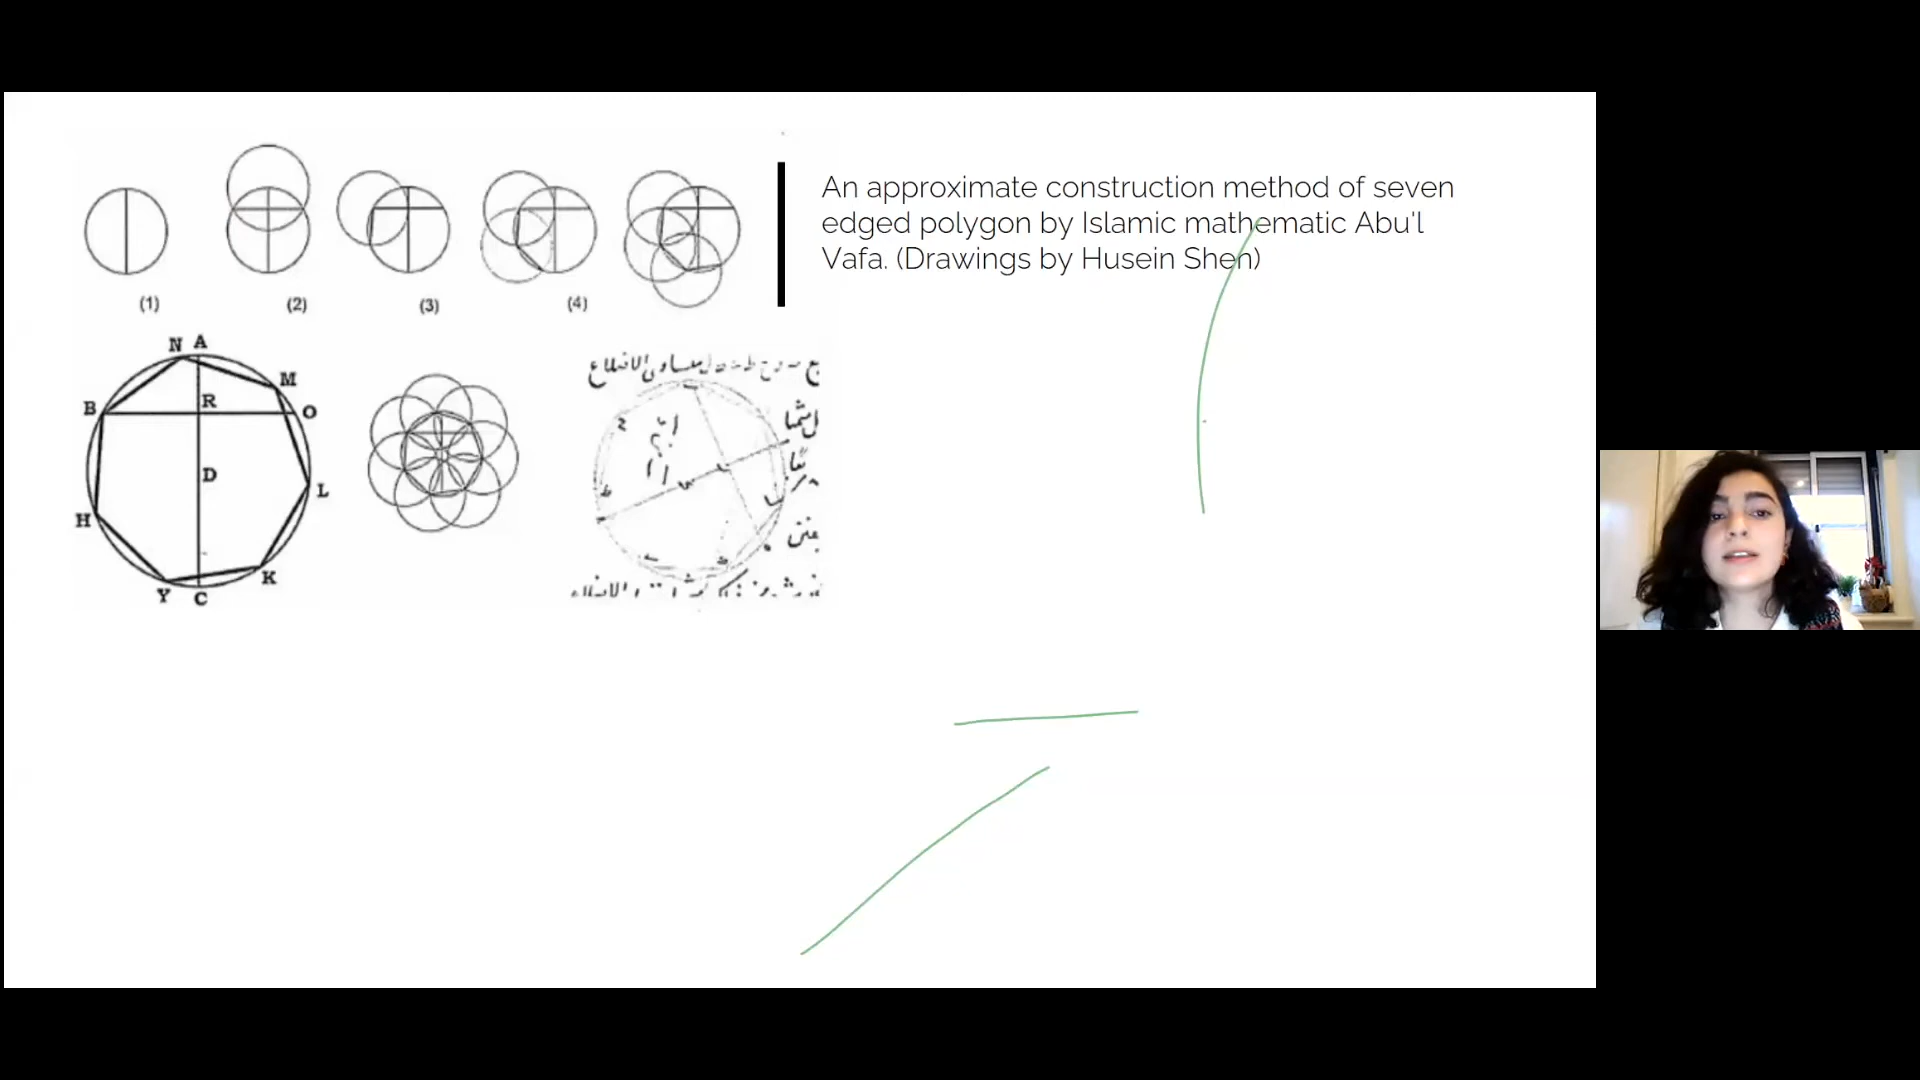 An approximate construction method of seven
edged polygon by Islamic mathematic Abu'l
Vafa. (Drawings by Husein Shen)
(1)
(2)
(3)
(4)
N A
M
B
R
O
D
L
H
K
Y
C